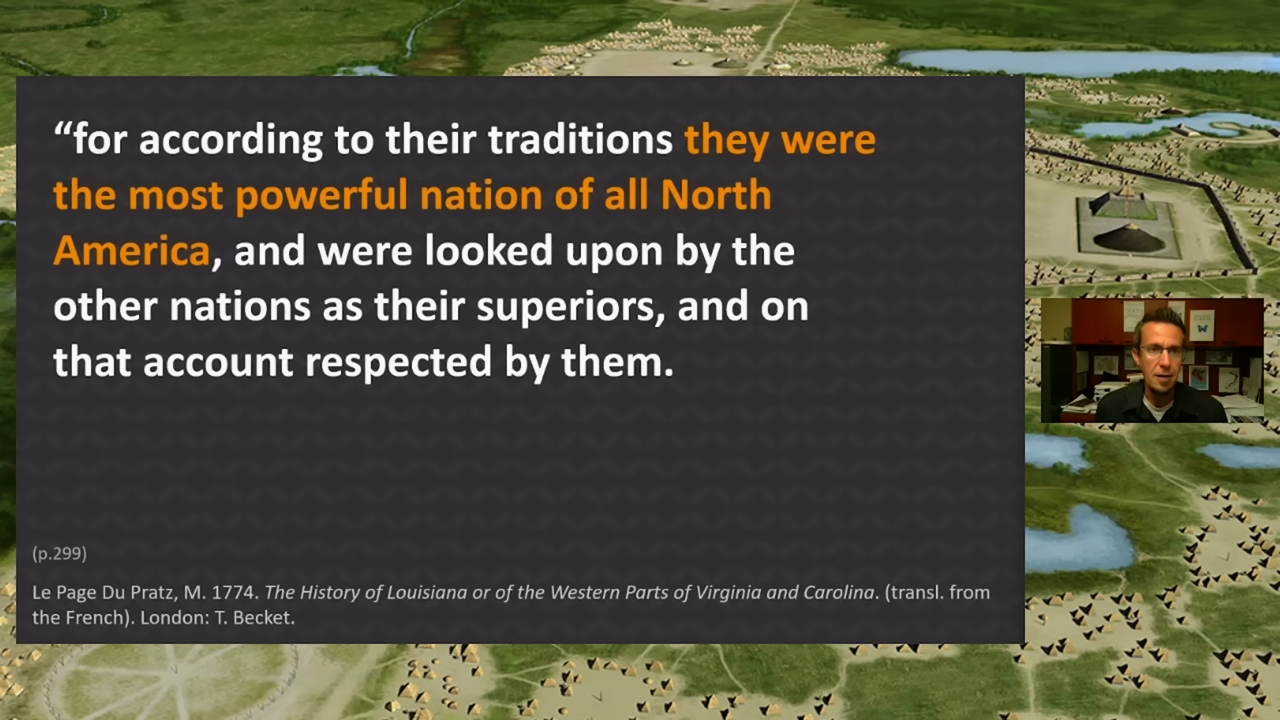 “for according to their traditions they were
the most powerful nation of all North
America, and were looked upon by the
other nations as their superiors, and on
that account respected by them.
(p.299)
Le Page Du Pratz, M. 1774. The History of Louisiana or of the Western Parts of Virginia and Carolina. (transl. from
the French). London: T. Becket.